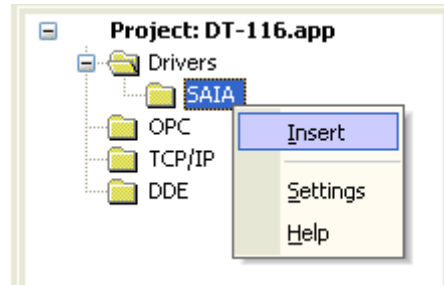 Project: DT-116.app
Drivers
SAIA
OPC
Insert
TCP/IP
DDE
Settings
Help